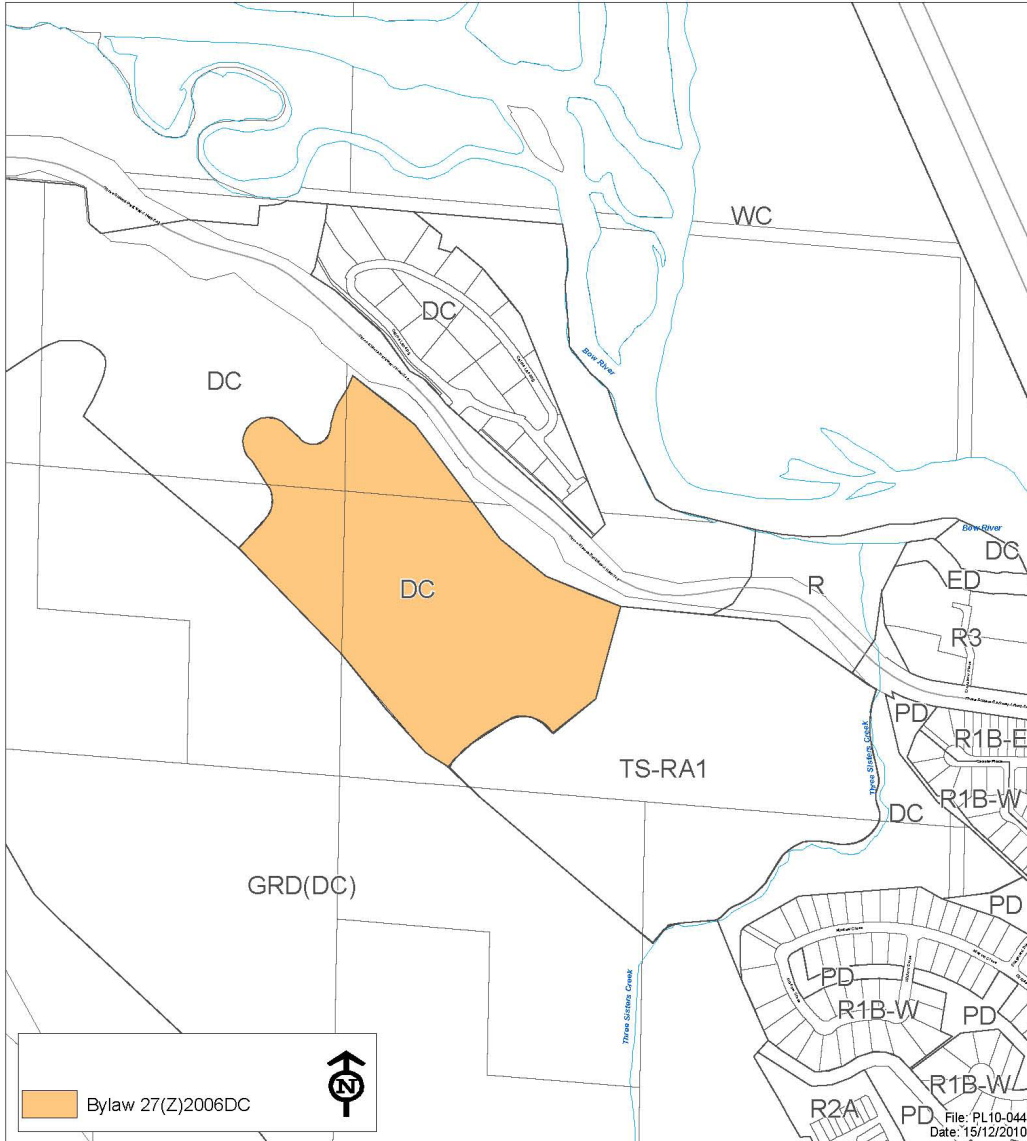 WC
DC
Bow River
DC
Bow River
DC
ED
DC
R
R3
PD
R1B-E
TS-RA1
Three Sisters Creek
R1B-W
DC
GRD(DC)
PD
PD
R1B-W
PD
Three Sisters Creek
R1B-W
Bylaw 27(Z)2006DC
N
R2A
PD
File: PL10-044
Date: 15/12/2010